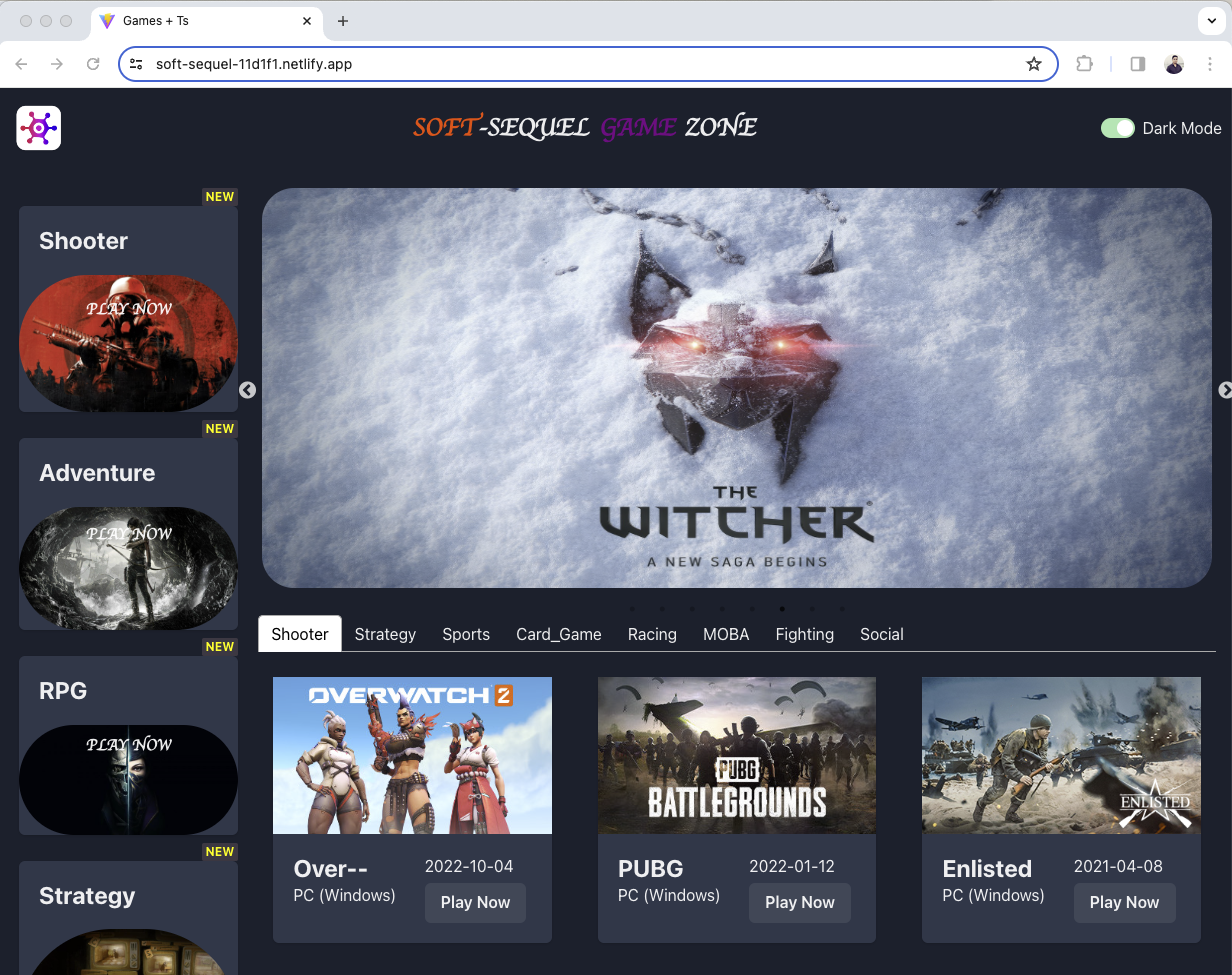 Games + Ts
soft-sequel-11d1f1.netlify.app
SOFT-SEQUEL GAME ZONE
Dark Mode
NEW
Shooter
PLAY NOW
NEW
Adventure
PLAY NOW
NEW
RPG
PLAY NOW
NEW
Strategy
THE
WITCHER
A NEW SAGA BEGINS
Shooter Strategy Sports Card_Game Racing MOBA Fighting Social
OVERWATCH 2
Over-- 2022-10-04
PC (Windows) Play Now
PUBG
BATTLEGROUNDS
PUBG 2022-01-12
PC (Windows) Play Now
ENLISTED
Enlisted 2021-04-08
PC (Windows) Play Now